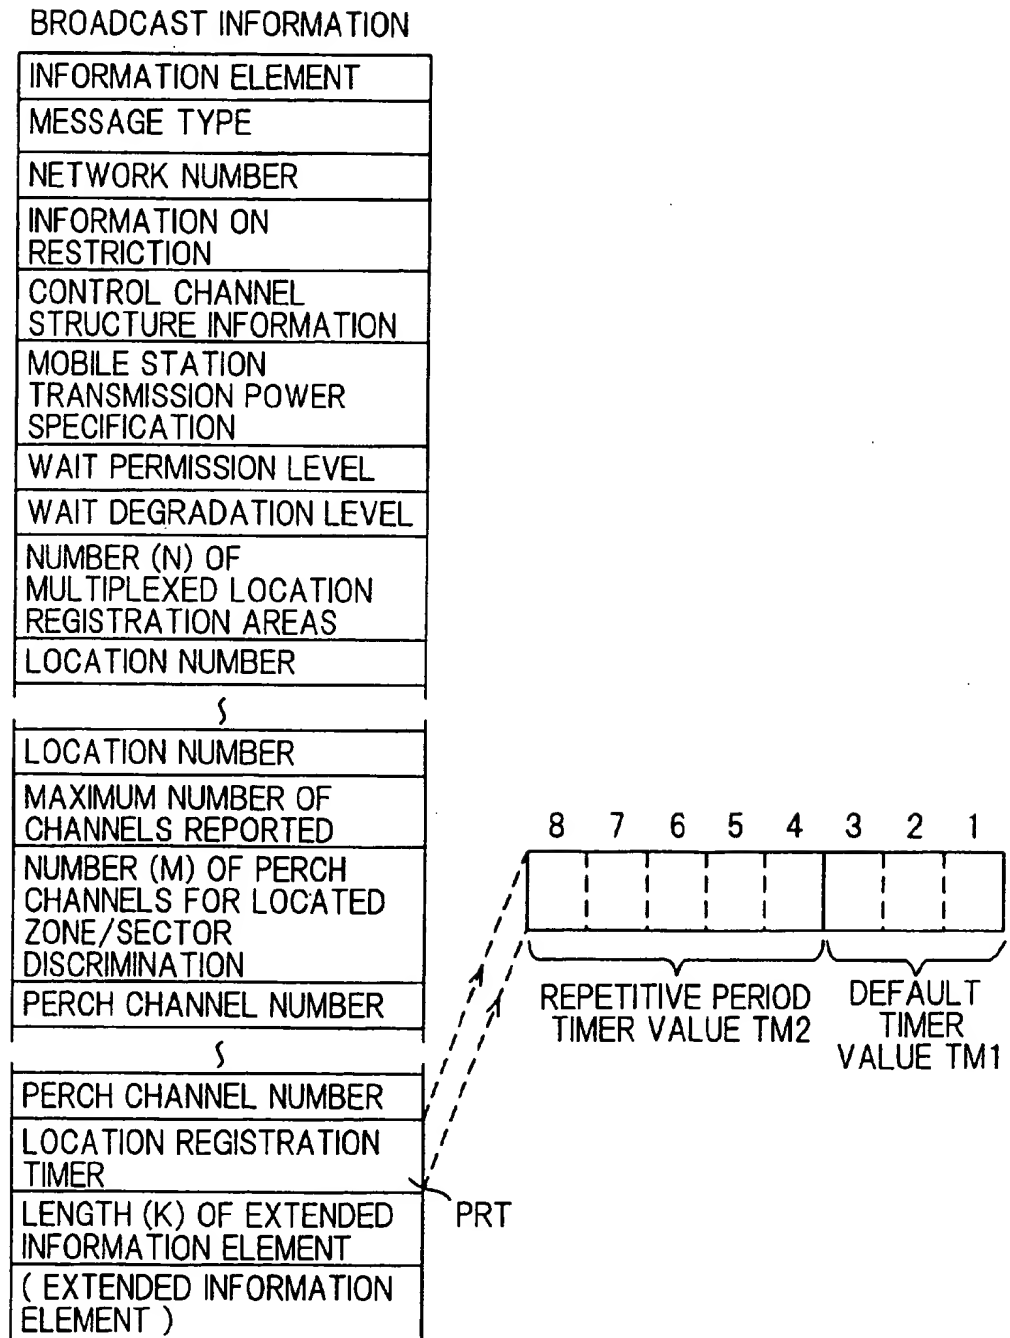 BROADCAST INFORMATION
INFORMATION ELEMENT
MESSAGE TYPE
NETWORK NUMBER
INFORMATION ON
RESTRICTION
CONTROL CHANNEL
STRUCTURE INFORMATION
MOBILE STATION
TRANSMISSION POWER
SPECIFICATION
WAIT PERMISSION LEVEL
WAIT DEGRADATION LEVEL
NUMBER (N) OF
MULTIPLEXED LOCATION
REGISTRATION AREAS
LOCATION NUMBER
LOCATION NUMBER
MAXIMUM NUMBER OF
CHANNELS REPORTED
NUMBER (M) OF PERCH
CHANNELS FOR LOCATED
ZONE/SECTOR
DISCRIMINATION
PERCH CHANNEL NUMBER
PERCH CHANNEL NUMBER
LOCATION REGISTRATION
TIMER
LENGTH (K) OF EXTENDED
INFORMATION ELEMENT
( EXTENDED INFORMATION
ELEMENT )
PRT
8 7 6 5 4 3 2 1
REPETITIVE PERIOD
TIMER VALUE TM2
DEFAULT
TIMER
VALUE TM1